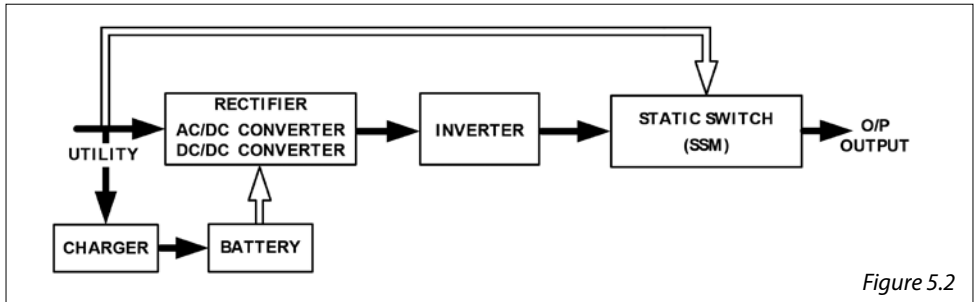 RECTIFIER
AC/DC CONVERTER
DC/DC CONVERTER
INVERTER
STATIC SWITCH
(SSM)
O/P
OUTPUT
UTILITY
CHARGER
BATTERY
Figure 5.2